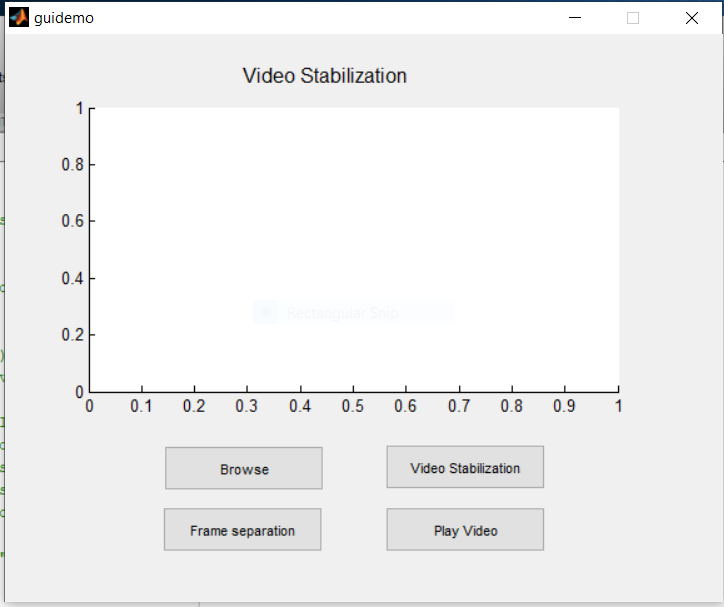 guidemo
Video Stabilization
1
0.8
0.6
0.4
0.2
0
0 0.1 0.2 0.3 0.4 0.5 0.6 0.7 0.8 0.9 1
Rectangular Snip
Browse
Video Stabilization
Frame separation
Play Video